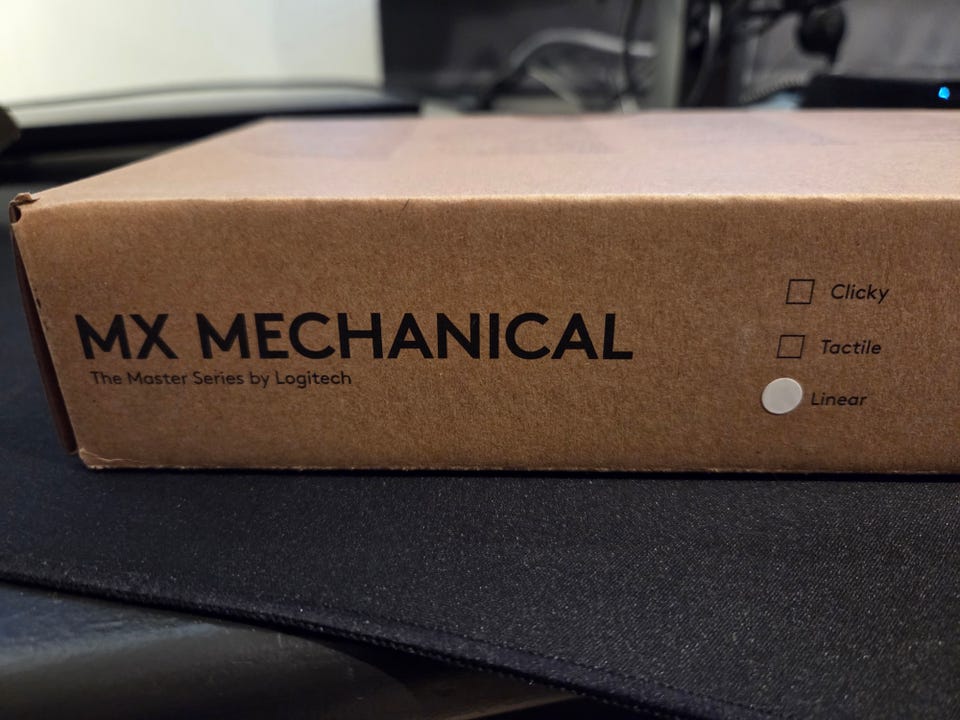 MX MECHANICAL
The Master Series by Logitech
Clicky
Tactile
Linear